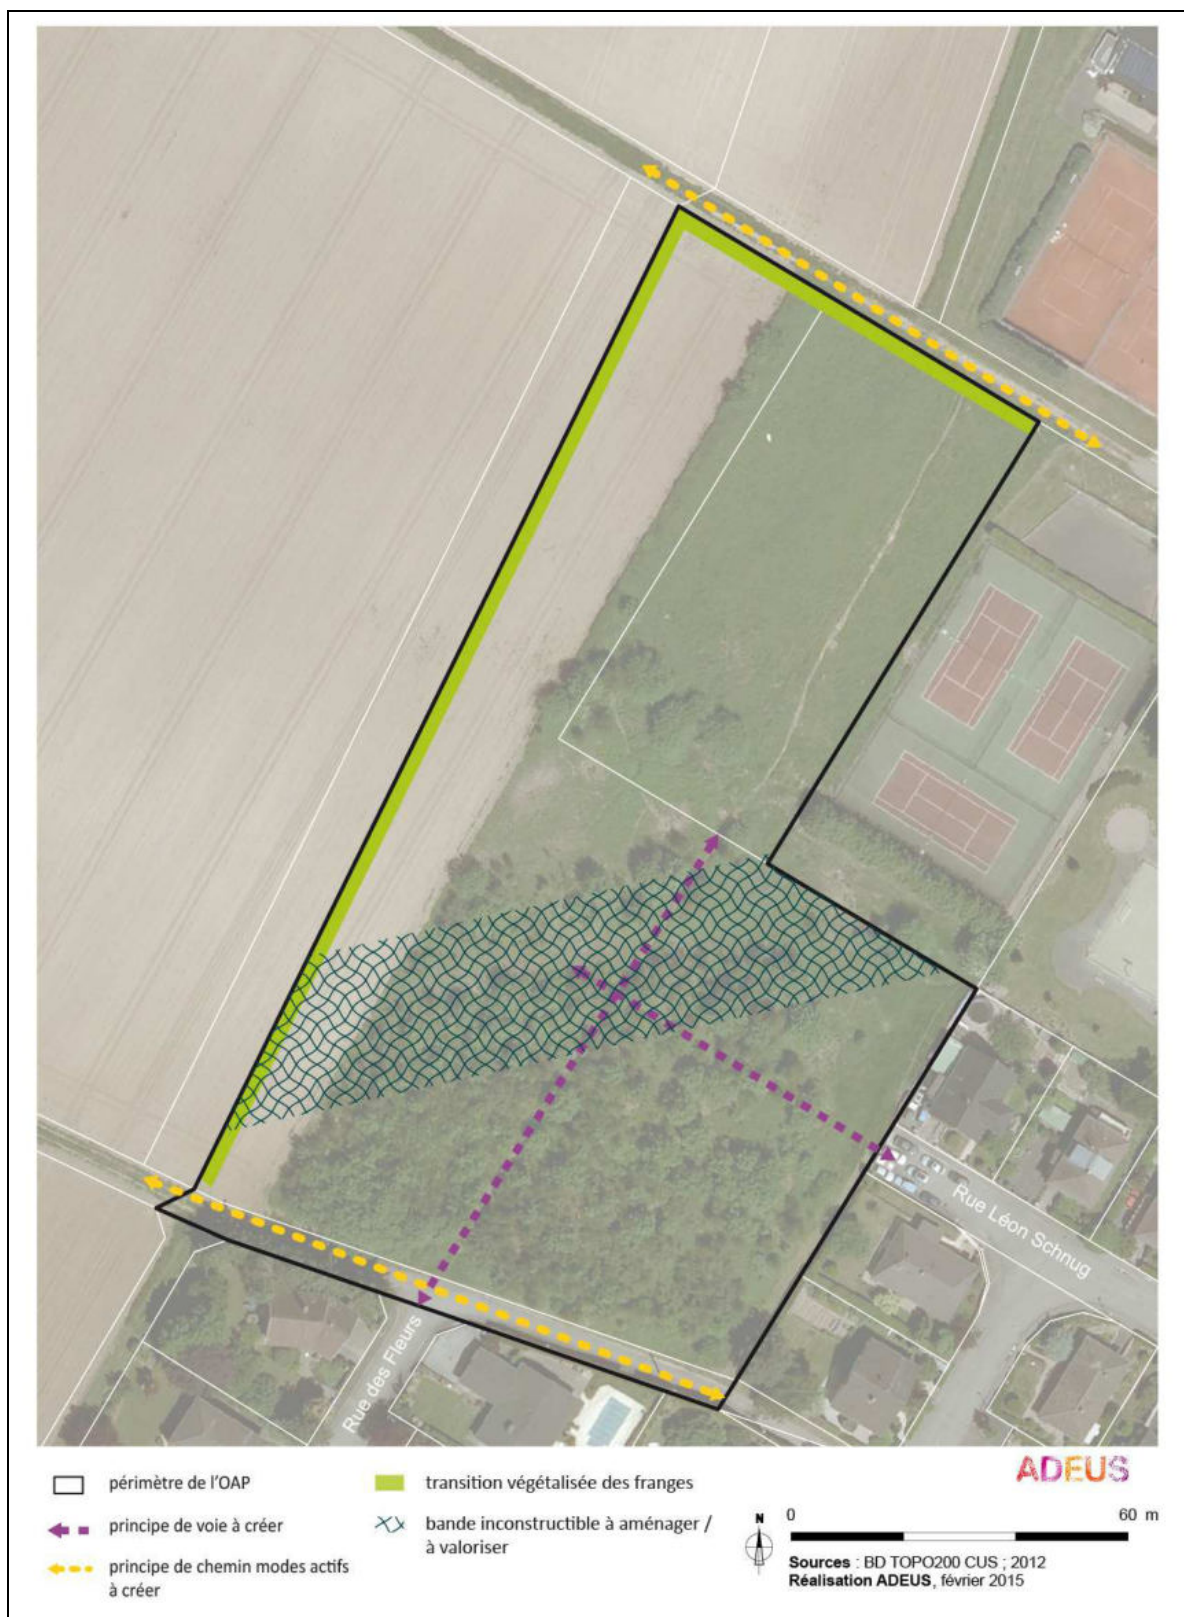 Rue Léon Schnug
Rue des Fleurs
périmètre de l'OAP
principe de voie à créer
principe de chemin modes actifs
à créer
transition végétalisée des franges
bande inconstructible à aménager /
à valoriser
ADEUS
N
0 60 m
Sources : BD TOPO200 CUS ; 2012
Réalisation ADEUS, février 2015